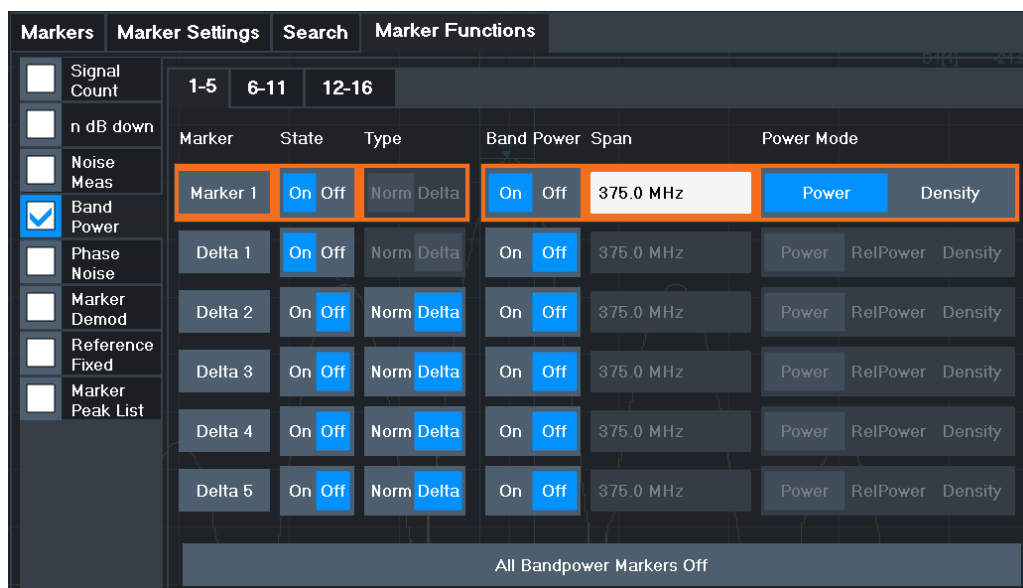 Markers Marker Settings Search Marker Functions
D1[1] -21.
Signal
Count
n dB down
Noise
Meas
Band
Power
Phase
Noise
Marker
Demod
Reference
Fixed
Marker
Peak List
1-5 6-11 12-16
Marker State Type Band Power Span Power Mode
Marker 1 On Off Norm Delta On Off 375.0 MHz Power Density
Delta 1 On Off Norm Delta On Off 375.0 MHz Power RelPower Density
Delta 2 On Off Norm Delta On Off 375.0 MHz Power RelPower Density
Delta 3 On Off Norm Delta On Off 375.0 MHz Power RelPower Density
Delta 4 On Off Norm Delta On Off 375.0 MHz Power RelPower Density
Delta 5 On Off Norm Delta On Off 375.0 MHz Power RelPower Density
All Bandpower Markers Off